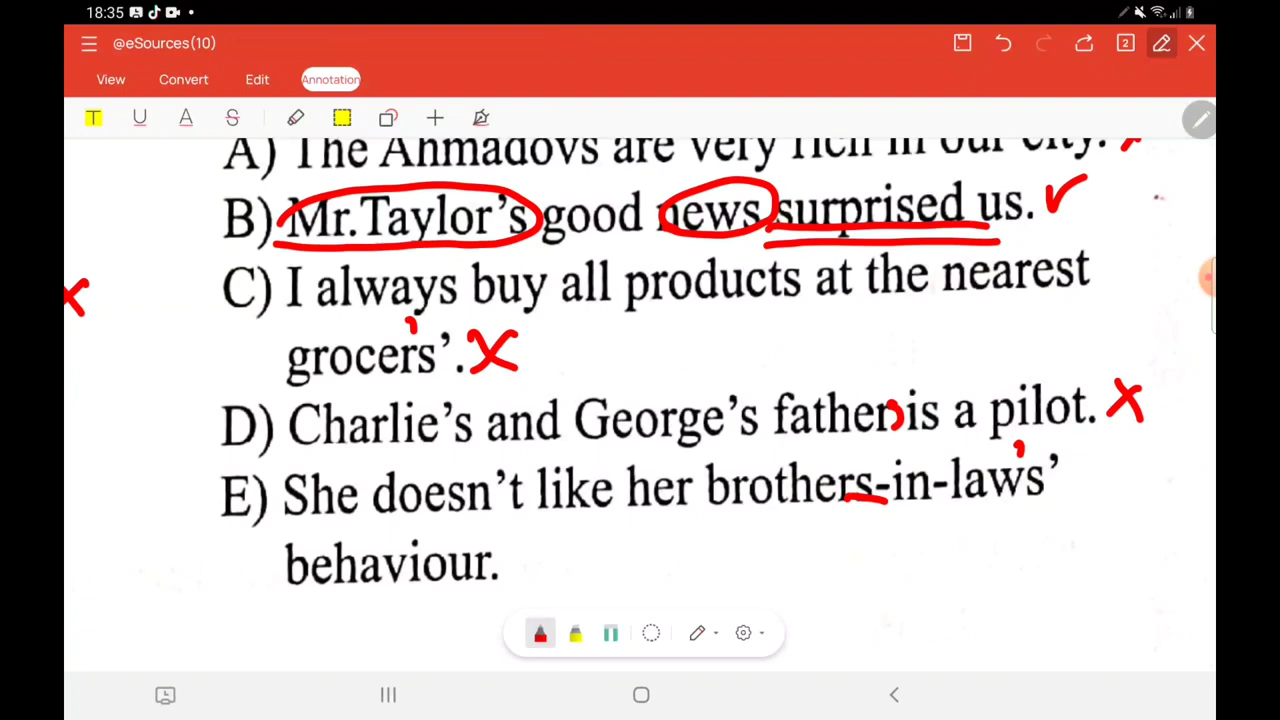 18:35
@eSources(10)
2
View Convert Edit Annotation
T U A S
A) The Ahmadovs are very rich in our city.
B) Mr.Taylor’s good news surprised us.
C) I always buy all products at the nearest
grocers’.
D) Charlie’s and George’s father is a pilot.
E) She doesn’t like her brothers-in-laws’
behaviour.